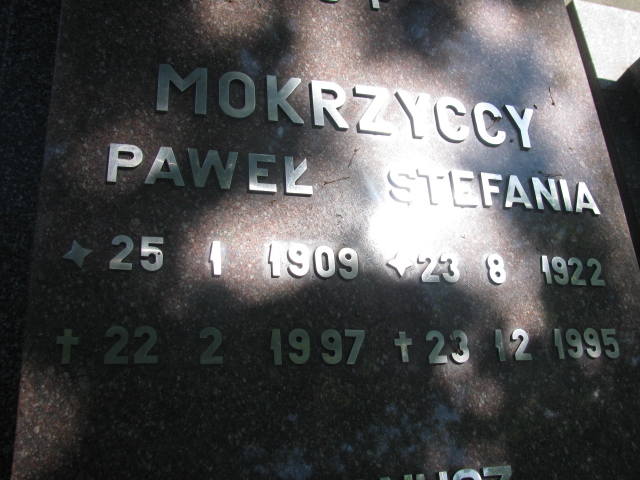 MOKRZYCCY
PAWEŁ STEFANIA
25 1 1909 23 8 1922
† 22 2 1997 † 23 12 1995